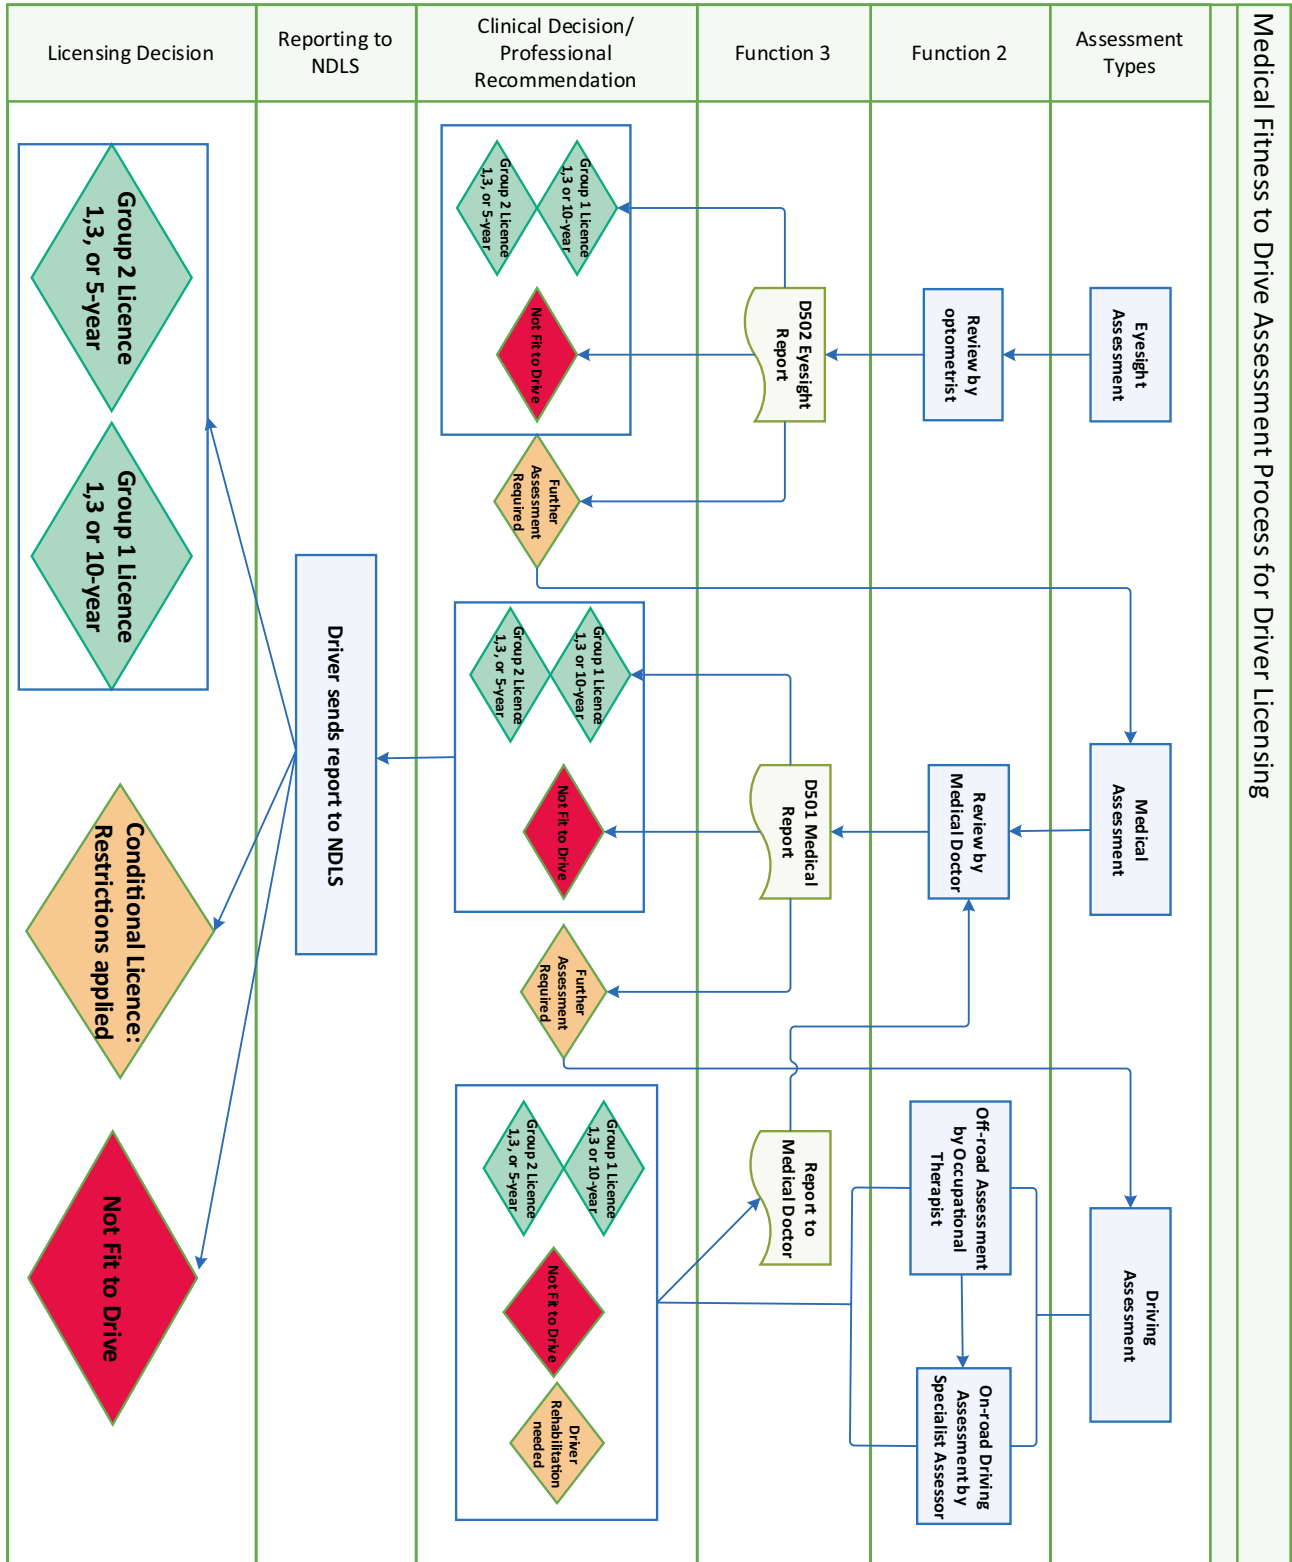 Medical Fitness to Drive Assessment Process for Driver Licensing
Assessment
Types
Function 2
Function 3
Clinical Decision/
Professional
Recommendation
Reporting to
NDLS
Licensing Decision
Eyesight
Assessment
Review by
optometrist
D502 Eyesight
Report
Group 1 Licence
1,3 or 10-year
Group 2 Licence
1,3, or 5-year
Not Fit to Drive
Further
Assessment
Required
Medical
Assessment
Review by
Medical Doctor
D501 Medical
Report
Group 1 Licence
1,3 or 10-year
Group 2 Licence
1,3, or 5-year
Not Fit to Drive
Further
Assessment
Required
Driving
Assessment
Off-road Assessment
by Occupational
Therapist
On-road Driving
Assessment by
Specialist Assessor
Report to
Medical Doctor
Group 1 Licence
1,3 or 10-year
Group 2 Licence
1,3, or 5-year
Not Fit to Drive
Driver
Rehabilitation
needed
Driver sends report to NDLS
Group 2 Licence
1,3, or 5-year
Group 1 Licence
1,3 or 10-year
Conditional Licence:
Restrictions applied
Not Fit to Drive